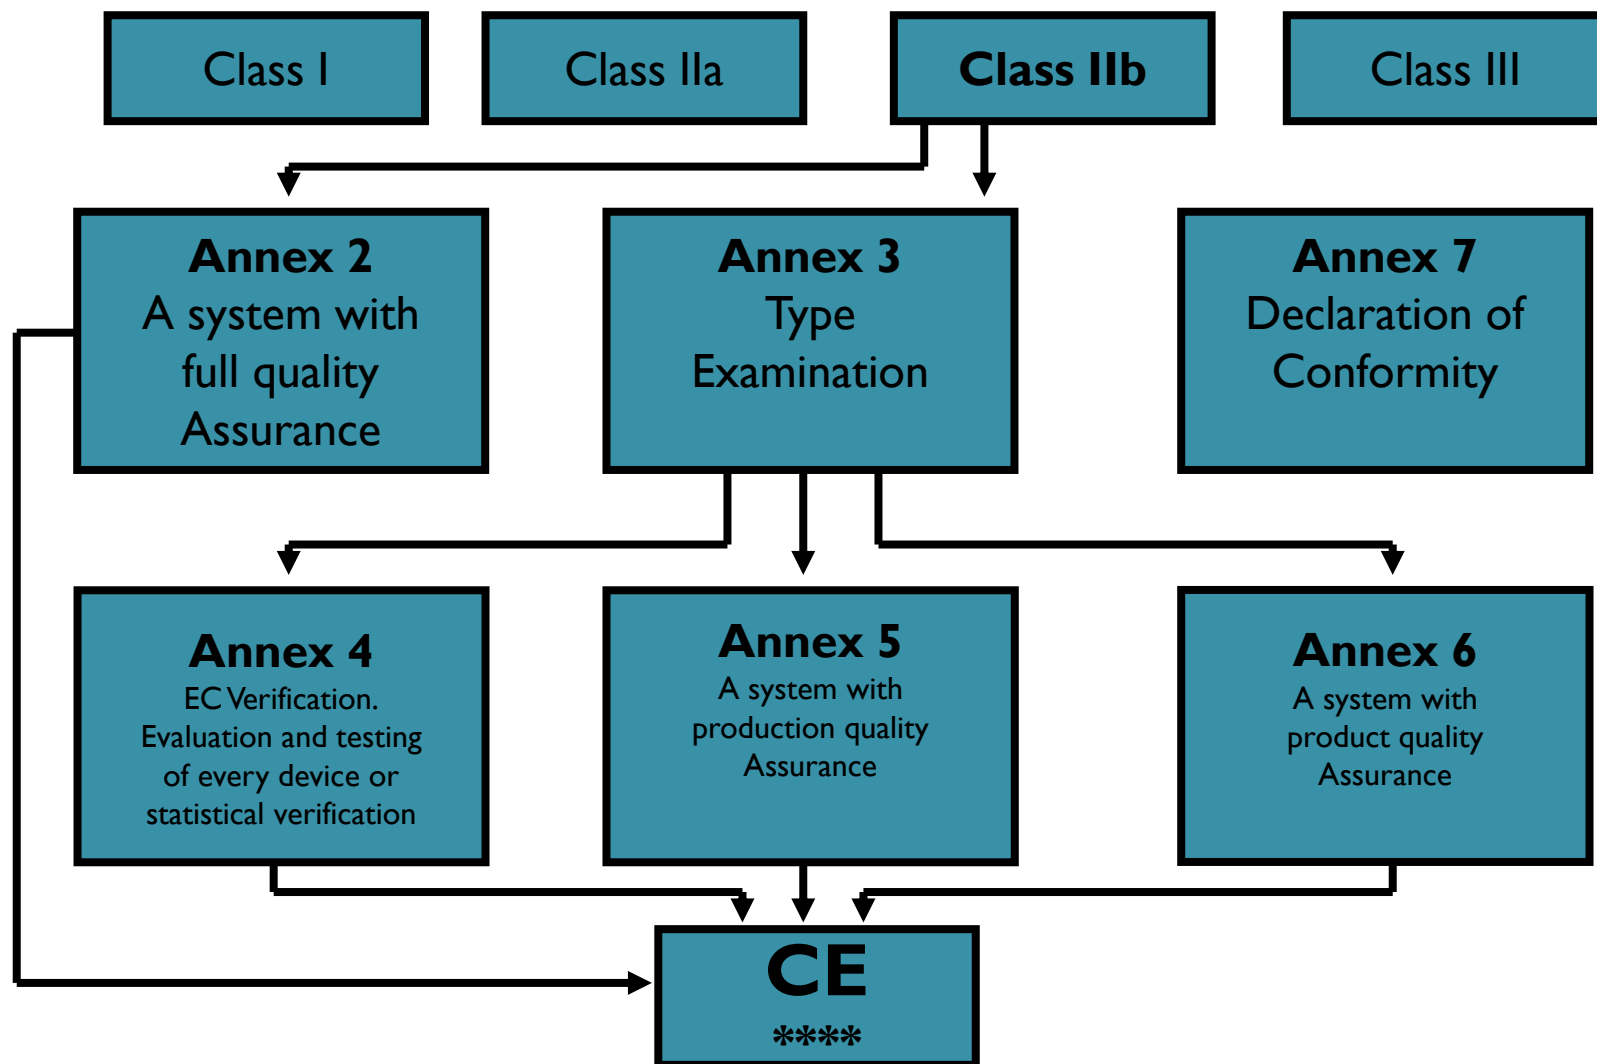 Class I
Class IIa
Class IIb
Class III
Annex 2
A system with
full quality
Assurance
Annex 3
Type
Examination
Annex 7
Declaration of
Conformity
Annex 4
EC Verification.
Evaluation and testing
of every device or
statistical verification
Annex 5
A system with
production quality
Assurance
Annex 6
A system with
product quality
Assurance
CE
****